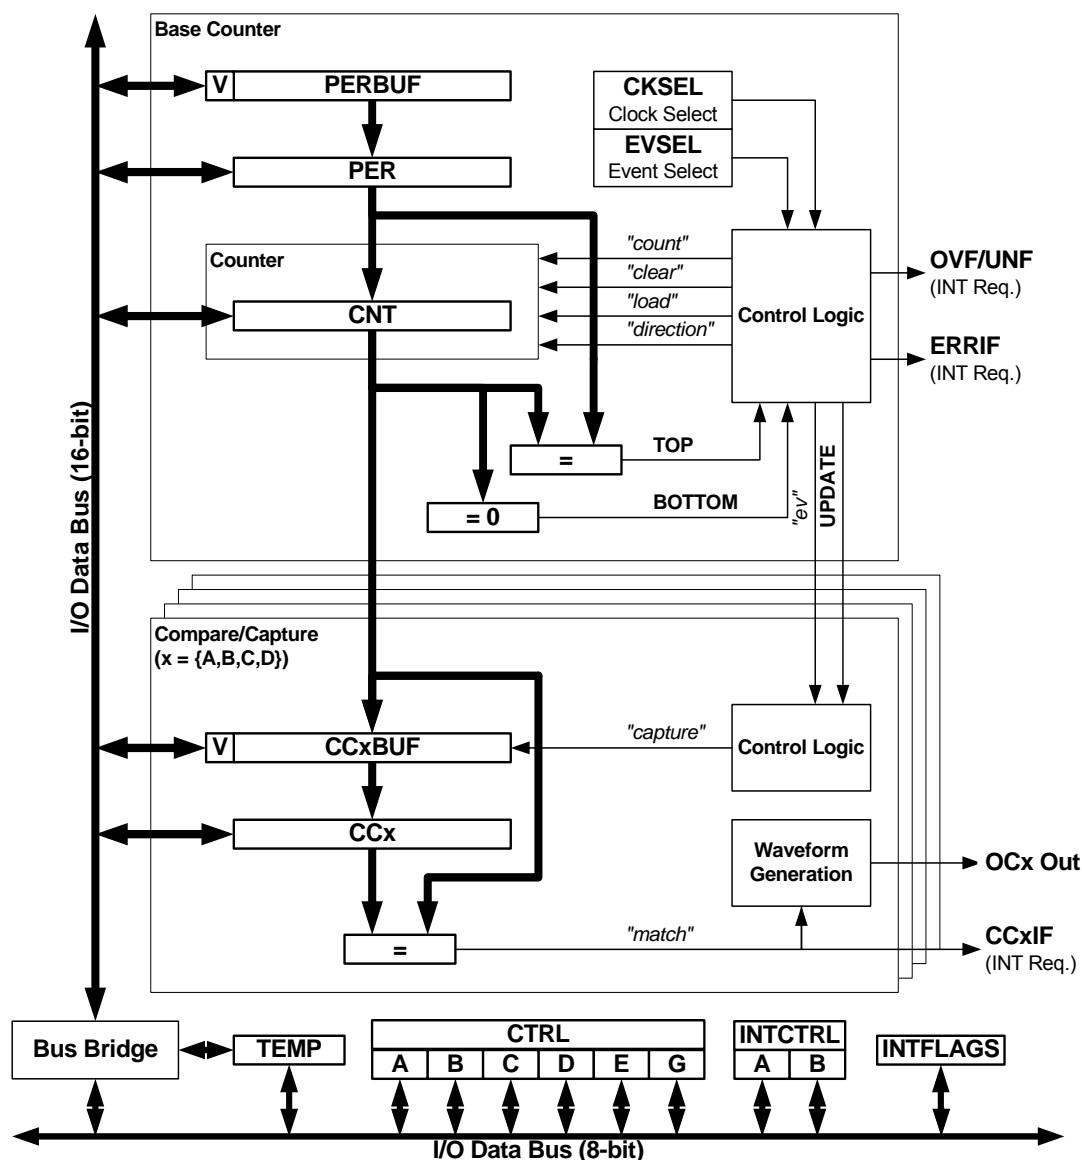 Base Counter
V
PERBUF
CKSEL
Clock Select
EVSEL
Event Select
PER
"count"
"clear"
"load"
"direction"
Counter
CNT
Control Logic
OVF/UNF
(INT Req.)
ERRIF
(INT Req.)
I/O Data Bus (16-bit)
=
TOP
= 0
BOTTOM
"ev"
UPDATE
Compare/Capture
(x = {A,B,C,D})
V
CCxBUF
"capture"
Control Logic
CCx
Waveform
Generation
OCx Out
=
"match"
CCxIF
(INT Req.)
Bus Bridge
TEMP
CTRL
A B C D E G
INTCTRL
A B
INTFLAGS
I/O Data Bus (8-bit)